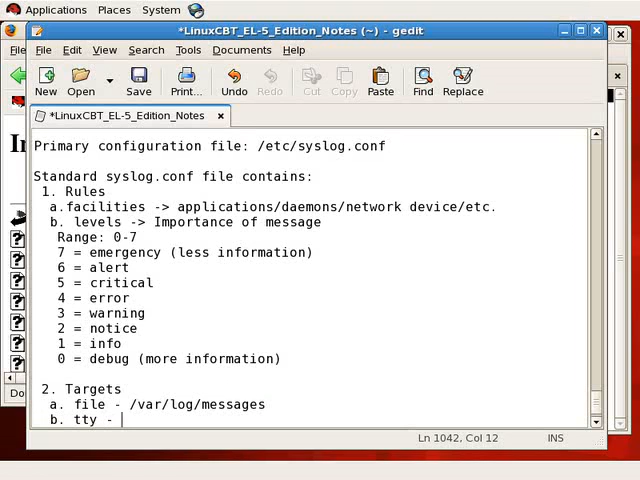 Applications Places System
*LinuxCBT_EL-5_Edition_Notes (~) - gedit
File
File Edit View Search Tools Documents Help
New Open Save Print... Undo Redo Cut Copy Paste Find Replace
*LinuxCBT_EL-5_Edition_Notes
Primary configuration file: /etc/syslog.conf
Standard syslog.conf file contains:
1. Rules
a.facilities -> applications/daemons/network device/etc.
b. levels -> Importance of message
Range: 0-7
7 = emergency (less information)
6 = alert
5 = critical
4 = error
3 = warning
2 = notice
1 = info
0 = debug (more information)
2. Targets
a. file - /var/log/messages
b. tty -
Ln 1042, Col 12 INS